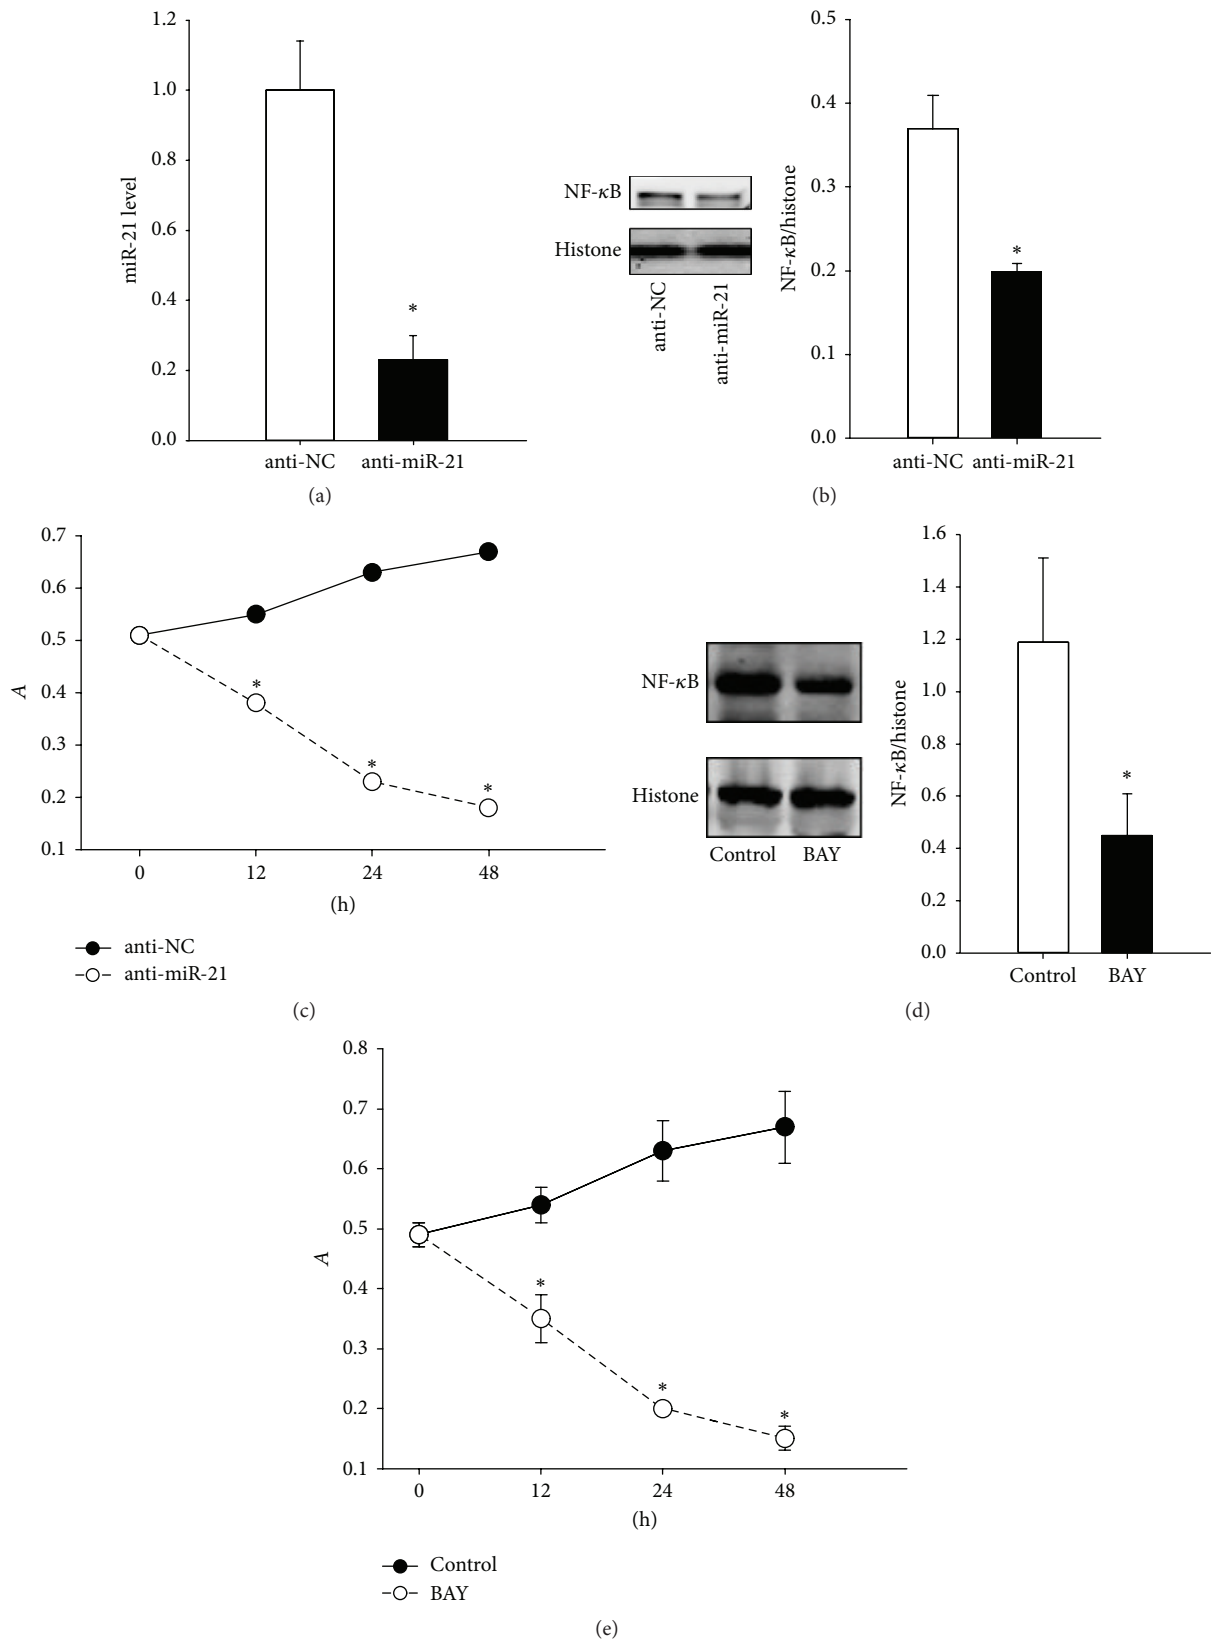 1.2
1.0
0.8
0.6
0.4
0.2
0.0
miR-21 level
*
anti-NC anti-miR-21
(a)
NF-κB
Histone
anti-NC
anti-miR-21
0.5
0.4
0.3
0.2
0.1
0.0
NF-κB/histone
*
anti-NC anti-miR-21
(b)
0.7
0.6
0.5
0.4
0.3
0.2
0.1
A
*
*
*
0 12 24 48
(h)
anti-NC
anti-miR-21
(c)
NF-κB
Histone
Control BAY
1.6
1.4
1.2
1.0
0.8
0.6
0.4
0.2
0.0
NF-κB/histone
*
Control BAY
(d)
0.8
0.7
0.6
0.5
0.4
0.3
0.2
0.1
A
*
*
*
0 12 24 48
(h)
Control
BAY
(e)